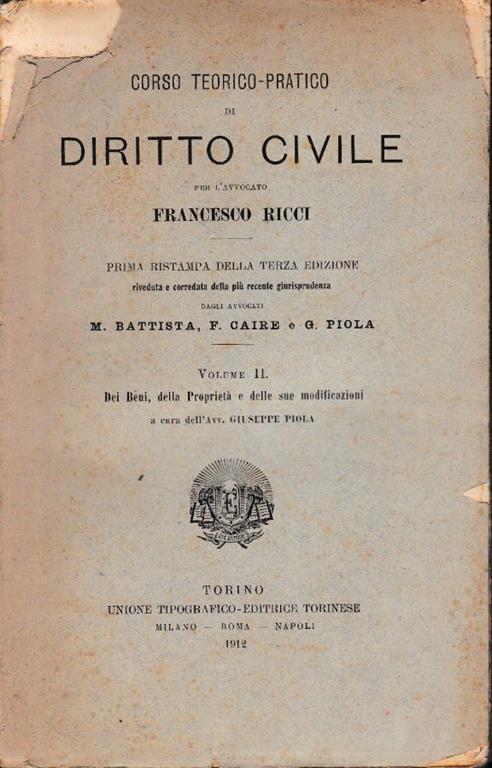 CORSO TEORICO-PRATICO
DI
DIRITTO CIVILE
PER L'AVVOCATO
FRANCESCO RICCI
PRIMA RISTAMPA DELLA TERZA EDIZIONE
riveduta e corredata della più recente giurisprudenza
DAGLI AVVOCATI
M. BATTISTA, F. CAIRE e G. PIOLA
VOLUME II.
Dei Beni, della Proprietà e delle sue modificazioni
a cura dell'Avv. GIUSEPPE PIOLA
TORINO
UNIONE TIPOGRAFICO-EDITRICE TORINESE
MILANO — ROMA — NAPOLI
1912